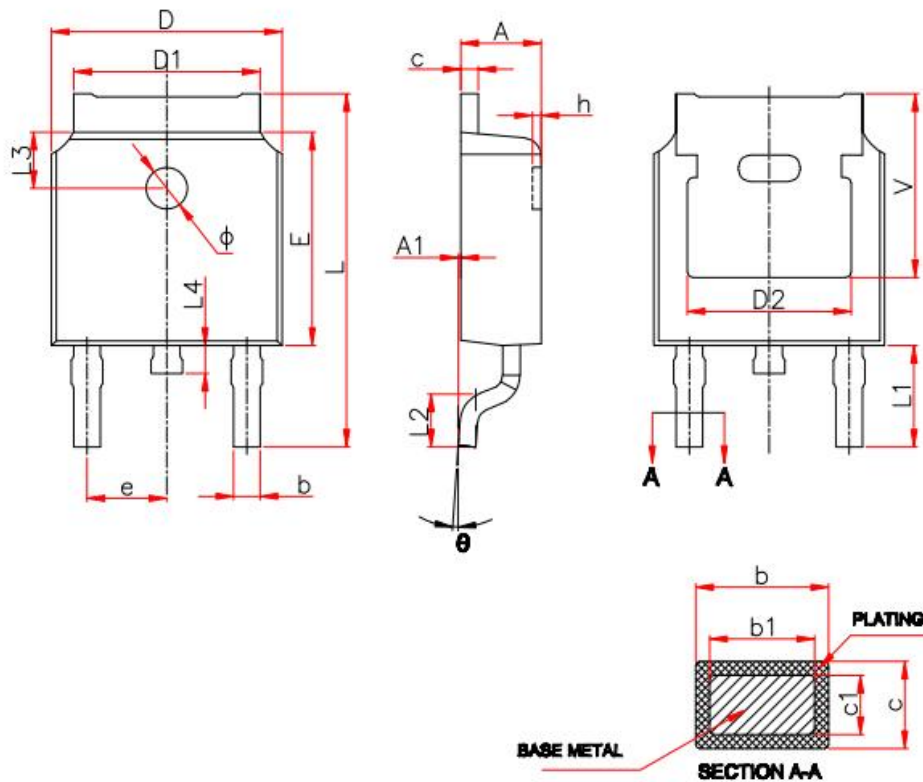 D
D1
L3
ϕ
E
L
L4
e
b
A
c
h
A1
L2
θ
V
D2
L1
A A
b
PLATING
b1
c1
c
BASE METAL
SECTION A-A